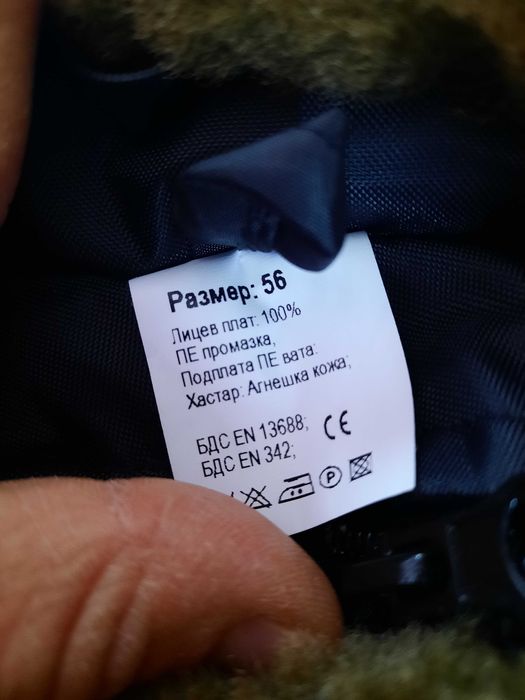 Размер: 56
Лицев плат: 100%
ПЕ промазка,
Подплата ПЕ вата:
Хастар: Агнешка кожа;
БДС EN 13688;
БДС EN 342;
CE
P